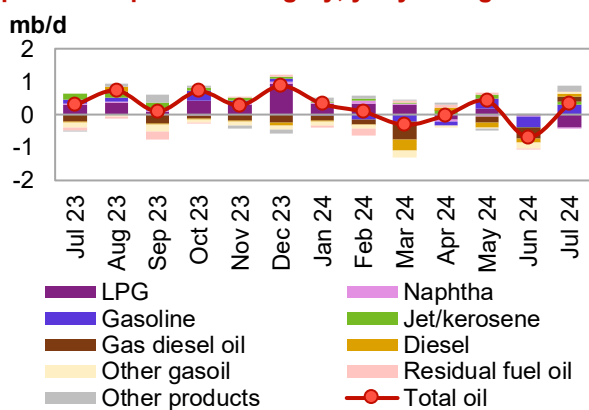 mb/d
2
1
0
-1
-2
Jul 23
Aug 23
Sep 23
Oct 23
Nov 23
Dec 23
Jan 24
Feb 24
Mar 24
Apr 24
May 24
Jun 24
Jul 24
LPG Naphtha
Gasoline Jet/kerosene
Gas diesel oil Diesel
Other gasoil Residual fuel oil
Other products Total oil